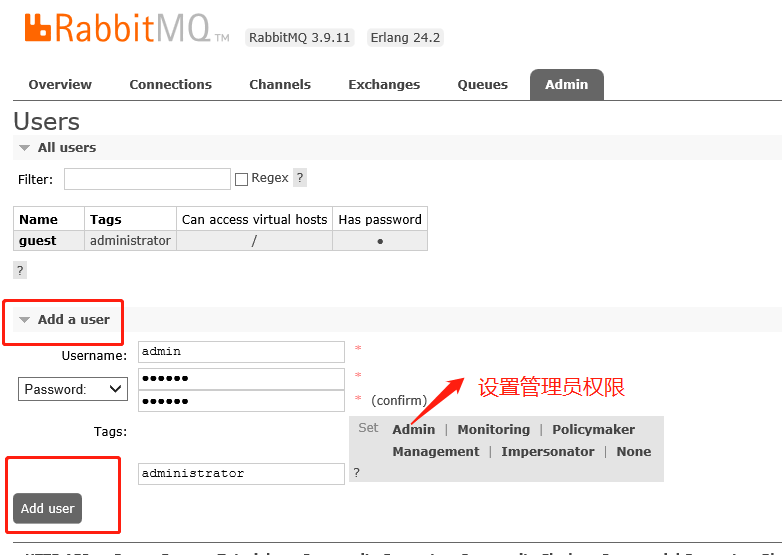 RabbitMQ TM RabbitMQ 3.9.11 Erlang 24.2
Overview Connections Channels Exchanges Queues Admin
Users
All users
Filter: Regex ?
Name Tags Can access virtual hosts Has password
guest administrator / ●
?
Add a user
Username: admin *
Password: ●●●●●● *
●●●●●● * (confirm)
设置管理员权限
Tags: Set Admin | Monitoring | Policymaker
Management | Impersonator | None
administrator ?
Add user